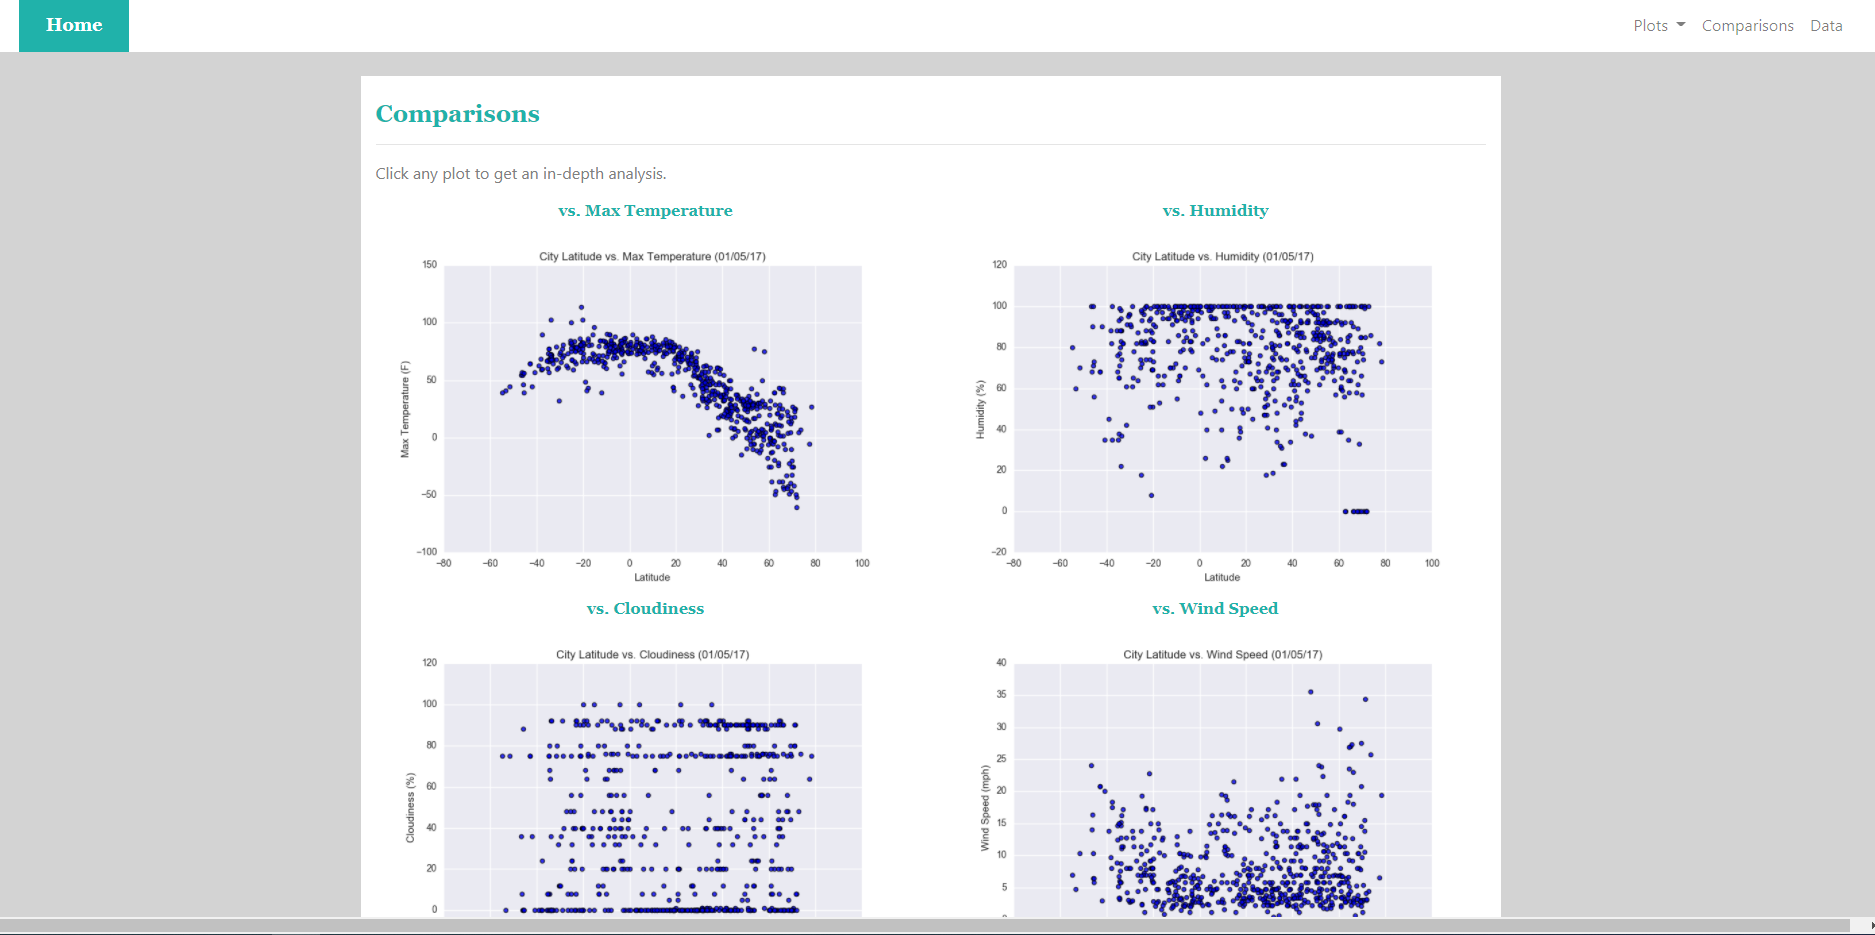 Home
Plots
Comparisons
Data
Comparisons
Click any plot to get an in-depth analysis.
vs. Max Temperature
City Latitude vs. Max Temperature (01/05/17)
Max Temperature (F)
150
100
50
0
−50
−100
−80 −60 −40 −20 0 20 40 60 80 100
Latitude
vs. Humidity
City Latitude vs. Humidity (01/05/17)
Humidity (%)
120
100
80
60
40
20
0
−20
−80 −60 −40 −20 0 20 40 60 80 100
Latitude
vs. Cloudiness
City Latitude vs. Cloudiness (01/05/17)
Cloudiness (%)
120
100
80
60
40
20
0
vs. Wind Speed
City Latitude vs. Wind Speed (01/05/17)
Wind Speed (mph)
40
35
30
25
20
15
10
5